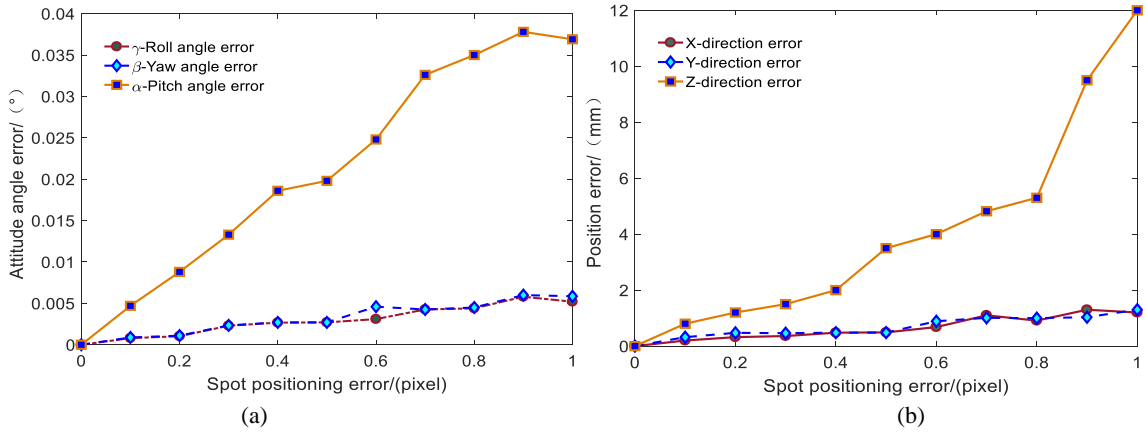 0.04
0.035
0.03
0.025
0.02
0.015
0.01
0.005
0
Attitude angle error/（°）
γ-Roll angle error
β-Yaw angle error
α-Pitch angle error
0 0.2 0.4 0.6 0.8 1
Spot positioning error/(pixel)
(a)
12
10
8
6
4
2
0
Position error/（mm）
X-direction error
Y-direction error
Z-direction error
0 0.2 0.4 0.6 0.8 1
Spot positioning error/(pixel)
(b)